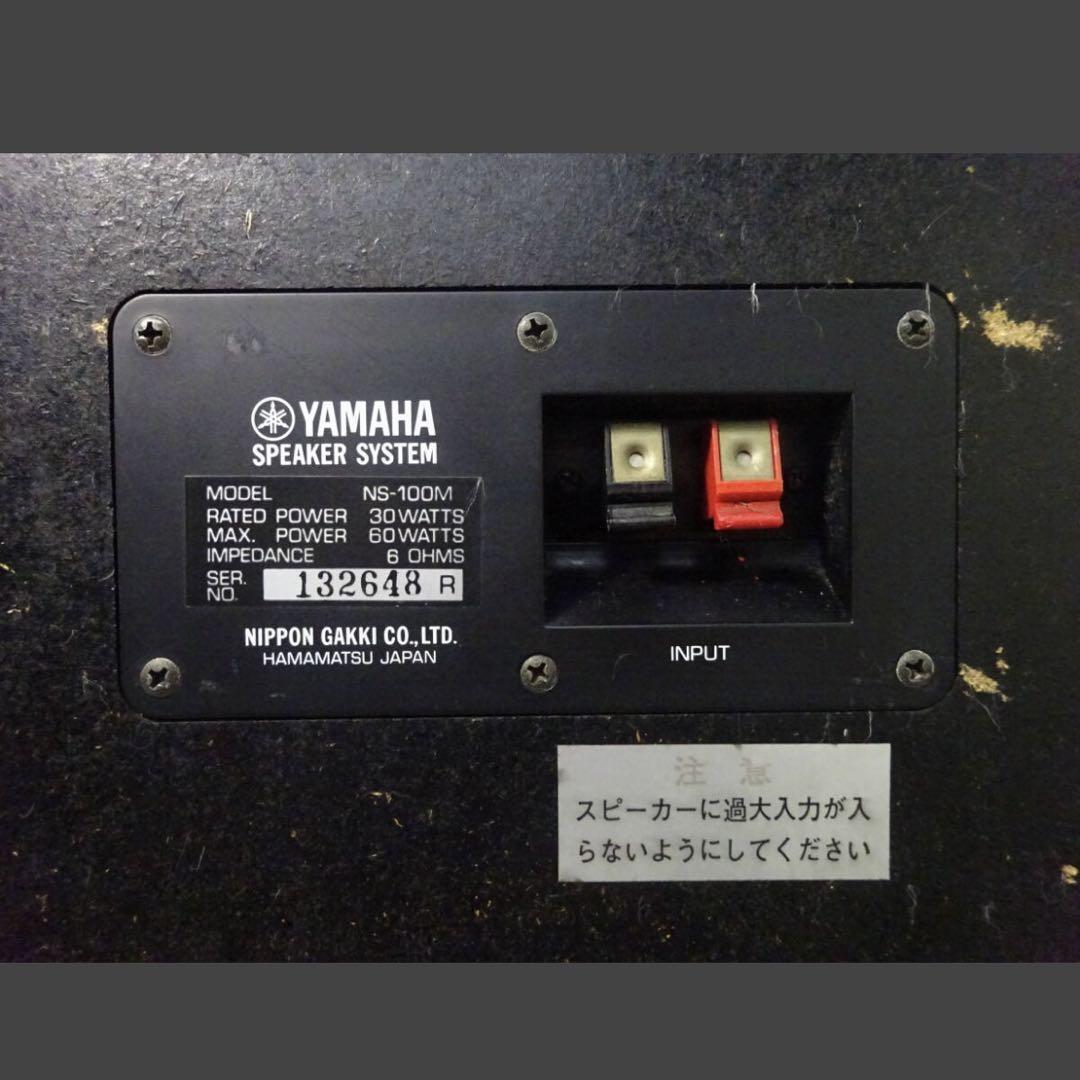 YAMAHA
SPEAKER SYSTEM
MODEL NS-100M
RATED POWER 30 WATTS
MAX. POWER 60 WATTS
IMPEDANCE 6 OHMS
SER. NO. 132648 R
NIPPON GAKKI CO., LTD.
HAMAMATSU JAPAN
INPUT
注意
スピーカーに過大入力が入
らないようにしてください